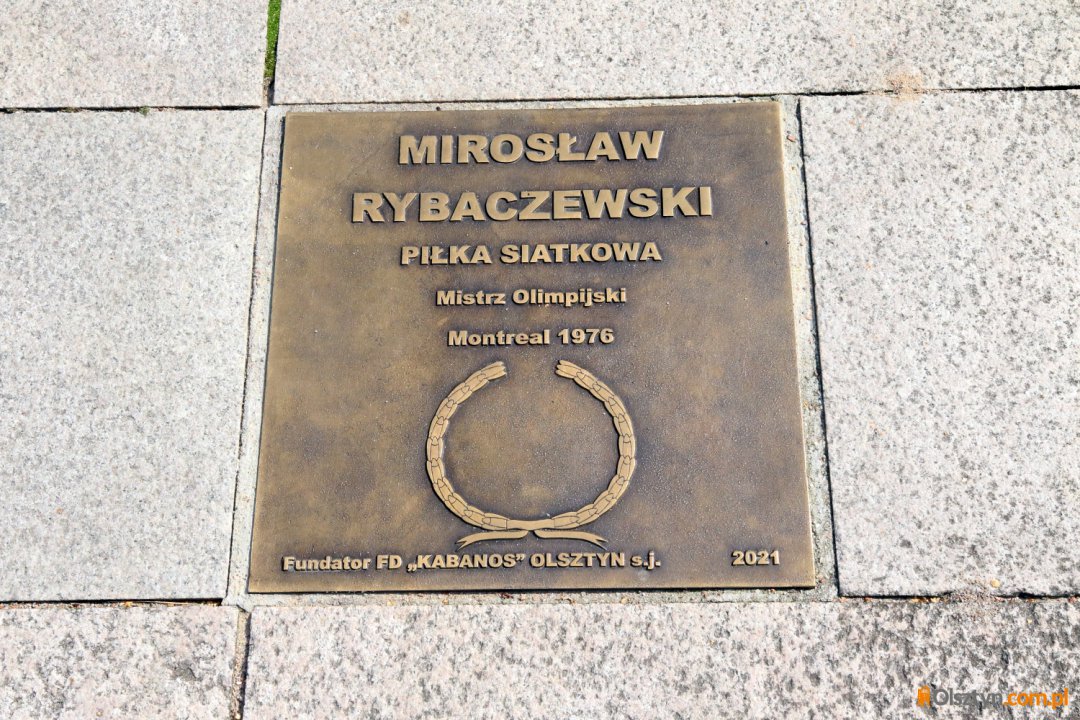 MIROSŁAW
RYBACZEWSKI
PIŁKA SIATKOWA
Mistrz Olimpijski
Montreal 1976
Fundator FD „KABANOS” OLSZTYN s.j. 2021
Olsztyn.com.pl